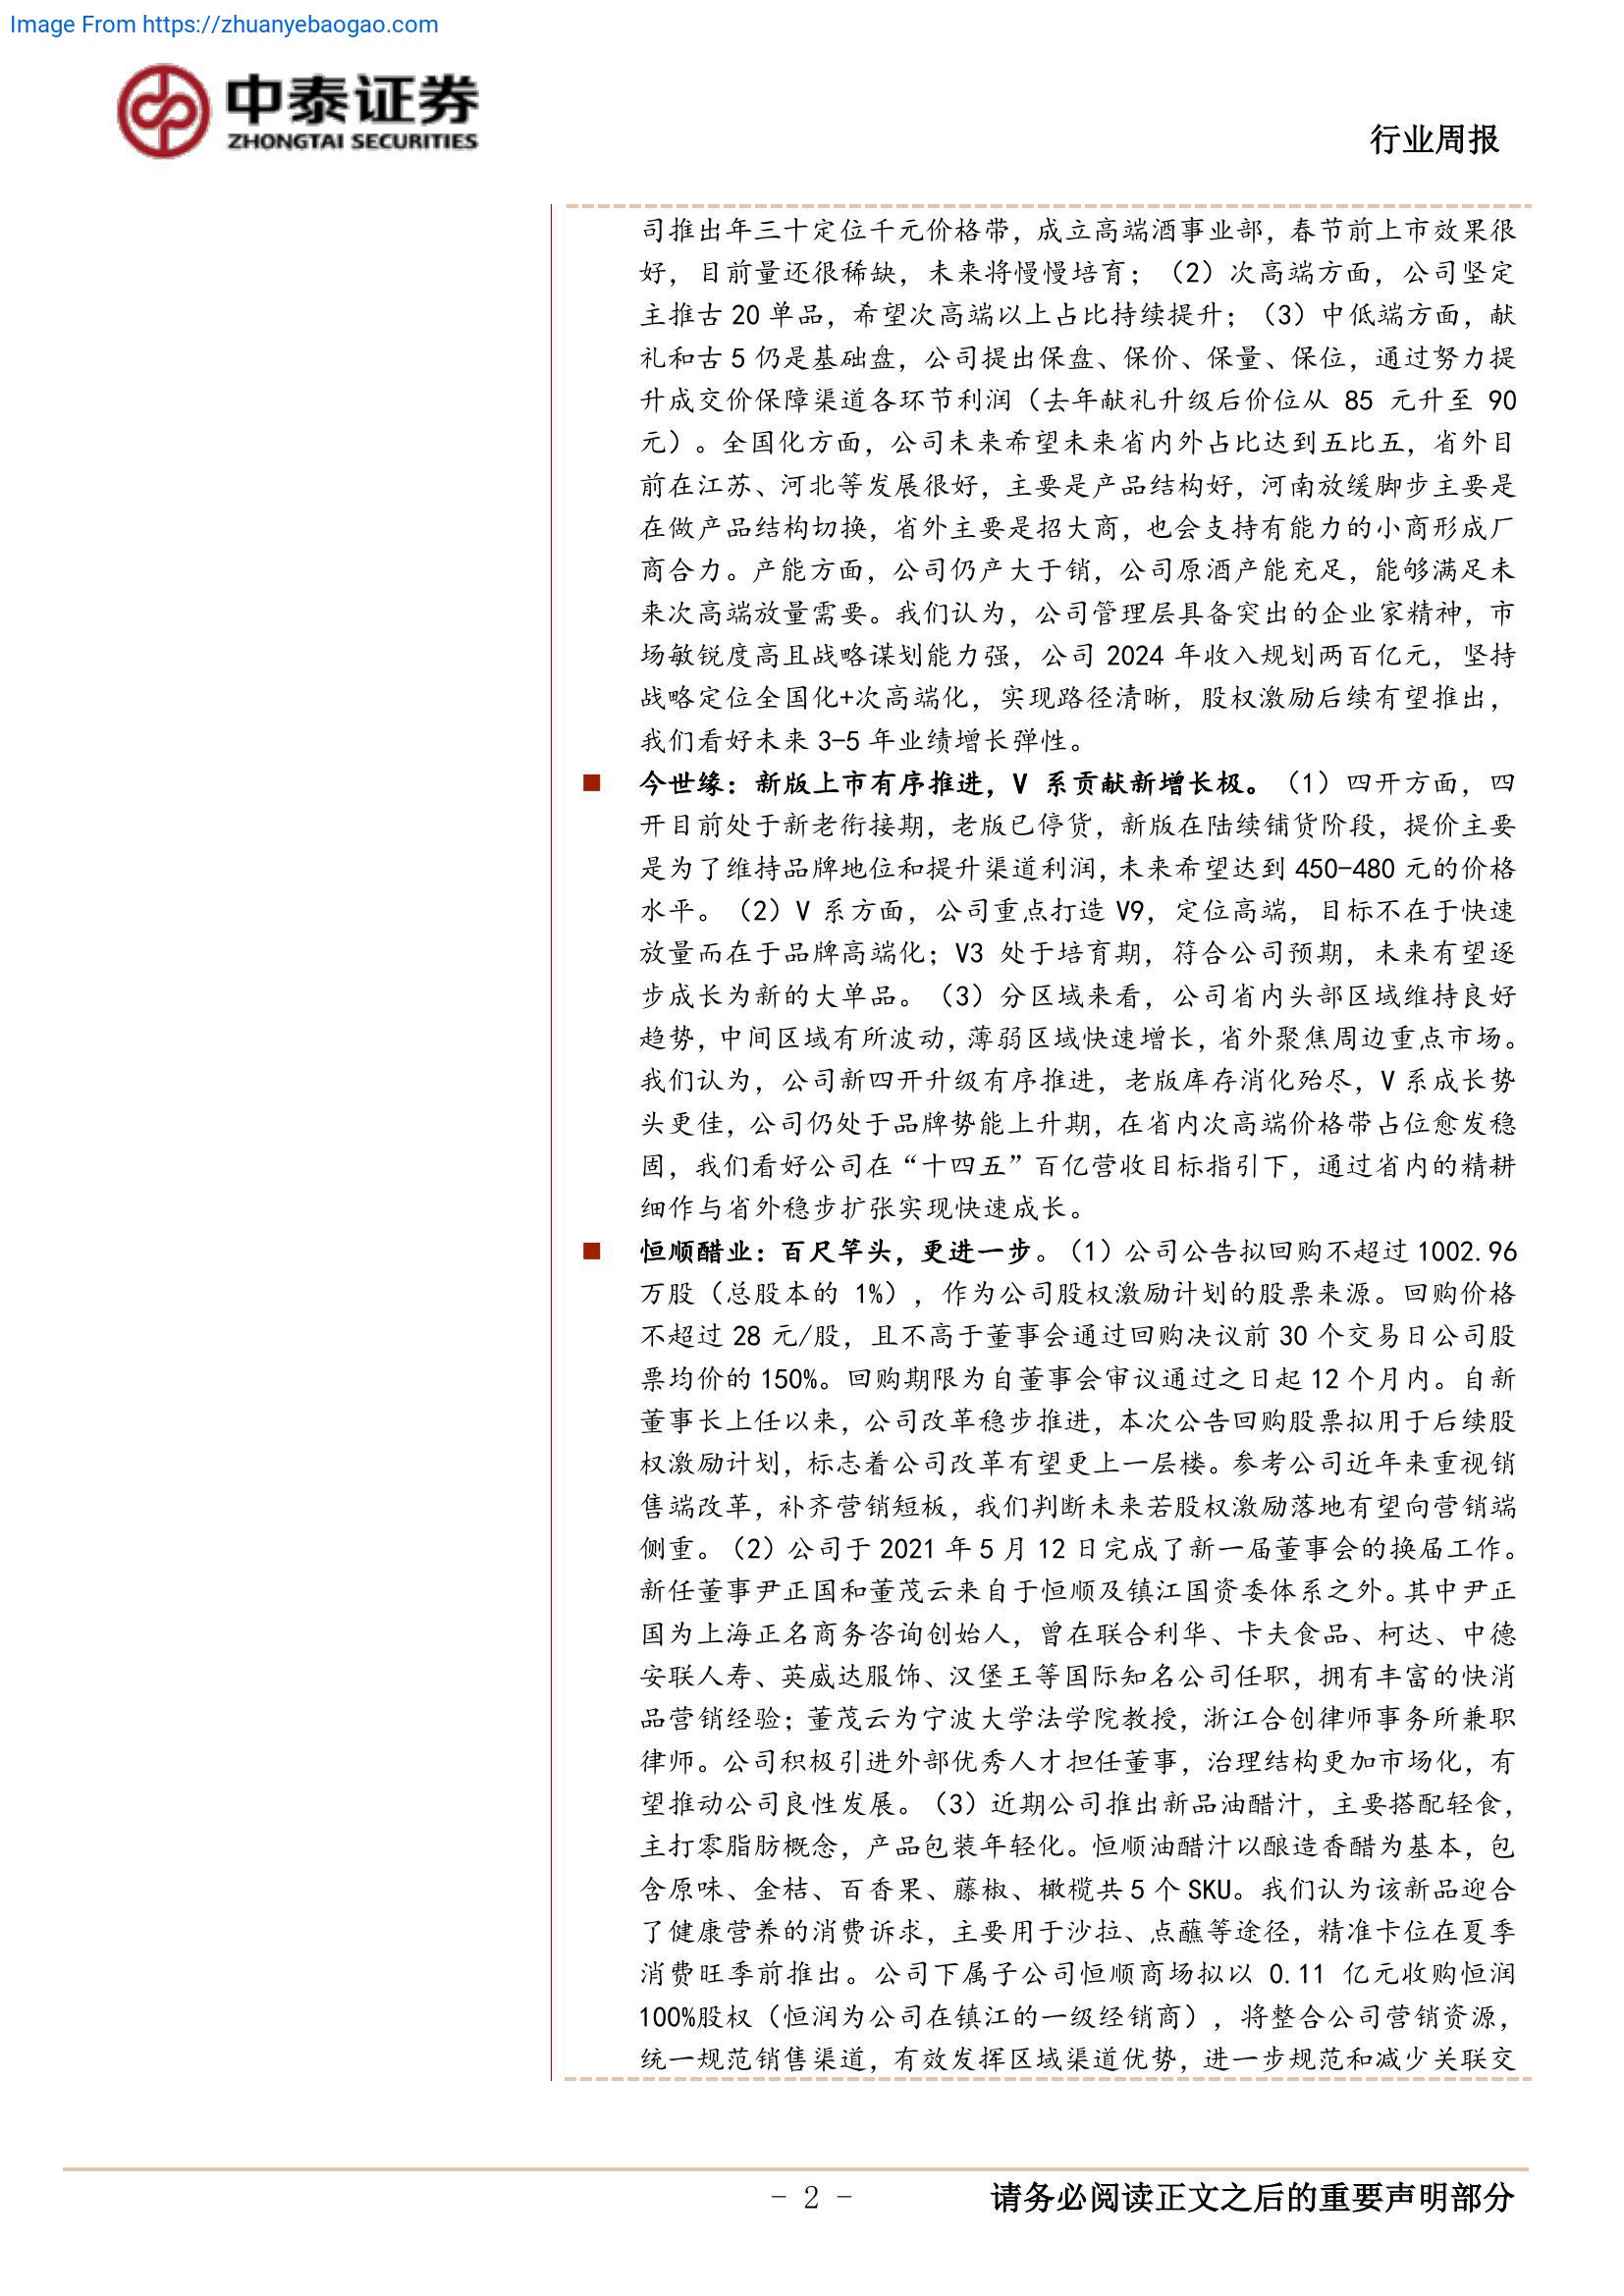 Image From https://zhuanyebaogao.com
中泰证券
ZHONGTAI SECURITIES
行业周报
司推出年三十定位千元价格带，成立高端酒事业部，春节前上市效果很
好，目前量还很稀缺，未来将慢慢培育；（2）次高端方面，公司坚定
主推古 20 单品，希望次高端以上占比持续提升；（3）中低端方面，献
礼和古 5 仍是基础盘，公司提出保盘、保价、保量、保位，通过努力提
升成交价保障渠道各环节利润（去年献礼升级后价位从 85 元升至 90
元）。全国化方面，公司未来希望未来省内外占比达到五比五，省外目
前在江苏、河北等发展很好，主要是产品结构好，河南放缓脚步主要是
在做产品结构切换，省外主要是招大商，也会支持有能力的小商形成厂
商合力。产能方面，公司仍产大于销，公司原酒产能充足，能够满足未
来次高端放量需要。我们认为，公司管理层具备突出的企业家精神，市
场敏锐度高且战略谋划能力强，公司 2024 年收入规划两百亿元，坚持
战略定位全国化+次高端化，实现路径清晰，股权激励后续有望推出，
我们看好未来 3-5 年业绩增长弹性。
■ 今世缘：新版上市有序推进，V 系贡献新增长极。（1）四开方面，四
开目前处于新老衔接期，老版已停货，新版在陆续铺货阶段，提价主要
是为了维持品牌地位和提升渠道利润，未来希望达到 450-480 元的价格
水平。（2）V 系方面，公司重点打造 V9，定位高端，目标不在于快速
放量而在于品牌高端化；V3 处于培育期，符合公司预期，未来有望逐
步成长为新的大单品。（3）分区域来看，公司省内头部区域维持良好
趋势，中间区域有所波动，薄弱区域快速增长，省外聚焦周边重点市场。
我们认为，公司新四开升级有序推进，老版库存消化殆尽，V 系成长势
头更佳，公司仍处于品牌势能上升期，在省内次高端价格带占位愈发稳
固，我们看好公司在“十四五”百亿营收目标指引下，通过省内的精耕
细作与省外稳步扩张实现快速成长。
■ 恒顺醋业：百尺竿头，更进一步。（1）公司公告拟回购不超过 1002.96
万股（总股本的 1%），作为公司股权激励计划的股票来源。回购价格
不超过 28 元/股，且不高于董事会通过回购决议前 30 个交易日公司股
票均价的 150%。回购期限为自董事会审议通过之日起 12 个月内。自新
董事长上任以来，公司改革稳步推进，本次公告回购股票拟用于后续股
权激励计划，标志着公司改革有望更上一层楼。参考公司近年来重视销
售端改革，补齐营销短板，我们判断未来若股权激励落地有望向营销端
侧重。（2）公司于 2021 年 5 月 12 日完成了新一届董事会的换届工作。
新任董事尹正国和董茂云来自于恒顺及镇江国资委体系之外。其中尹正
国为上海正名商务咨询创始人，曾在联合利华、卡夫食品、柯达、中德
安联人寿、英威达服饰、汉堡王等国际知名公司任职，拥有丰富的快消
品营销经验；董茂云为宁波大学法学院教授，浙江合创律师事务所兼职
律师。公司积极引进外部优秀人才担任董事，治理结构更加市场化，有
望推动公司良性发展。（3）近期公司推出新品油醋汁，主要搭配轻食，
主打零脂肪概念，产品包装年轻化。恒顺油醋汁以酿造香醋为基本，包
含原味、金桔、百香果、藤椒、橄榄共 5 个 SKU。我们认为该新品迎合
了健康营养的消费诉求，主要用于沙拉、点蘸等途径，精准卡位在夏季
消费旺季前推出。公司下属子公司恒顺商场拟以 0.11 亿元收购恒润
100%股权（恒润为公司在镇江的一级经销商），将整合公司营销资源，
统一规范销售渠道，有效发挥区域渠道优势，进一步规范和减少关联交
- 2 -
请务必阅读正文之后的重要声明部分